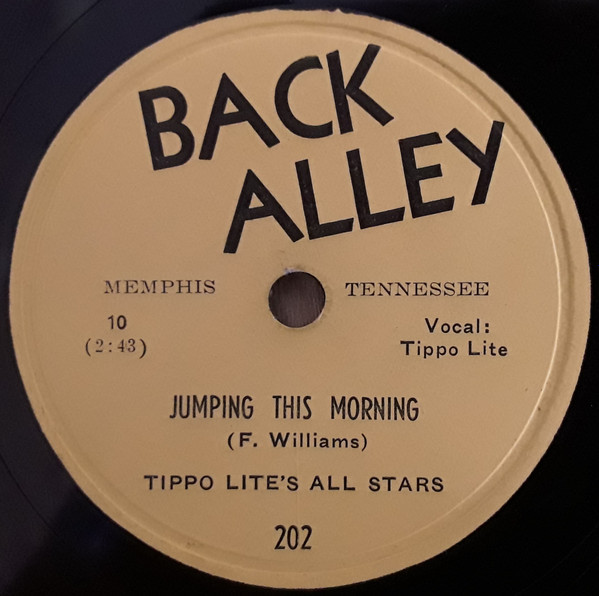 BACK
ALLEY
MEMPHIS TENNESSEE
10
(2:43)
Vocal:
Tippo Lite
JUMPING THIS MORNING
(F. Williams)
TIPPO LITE'S ALL STARS
202